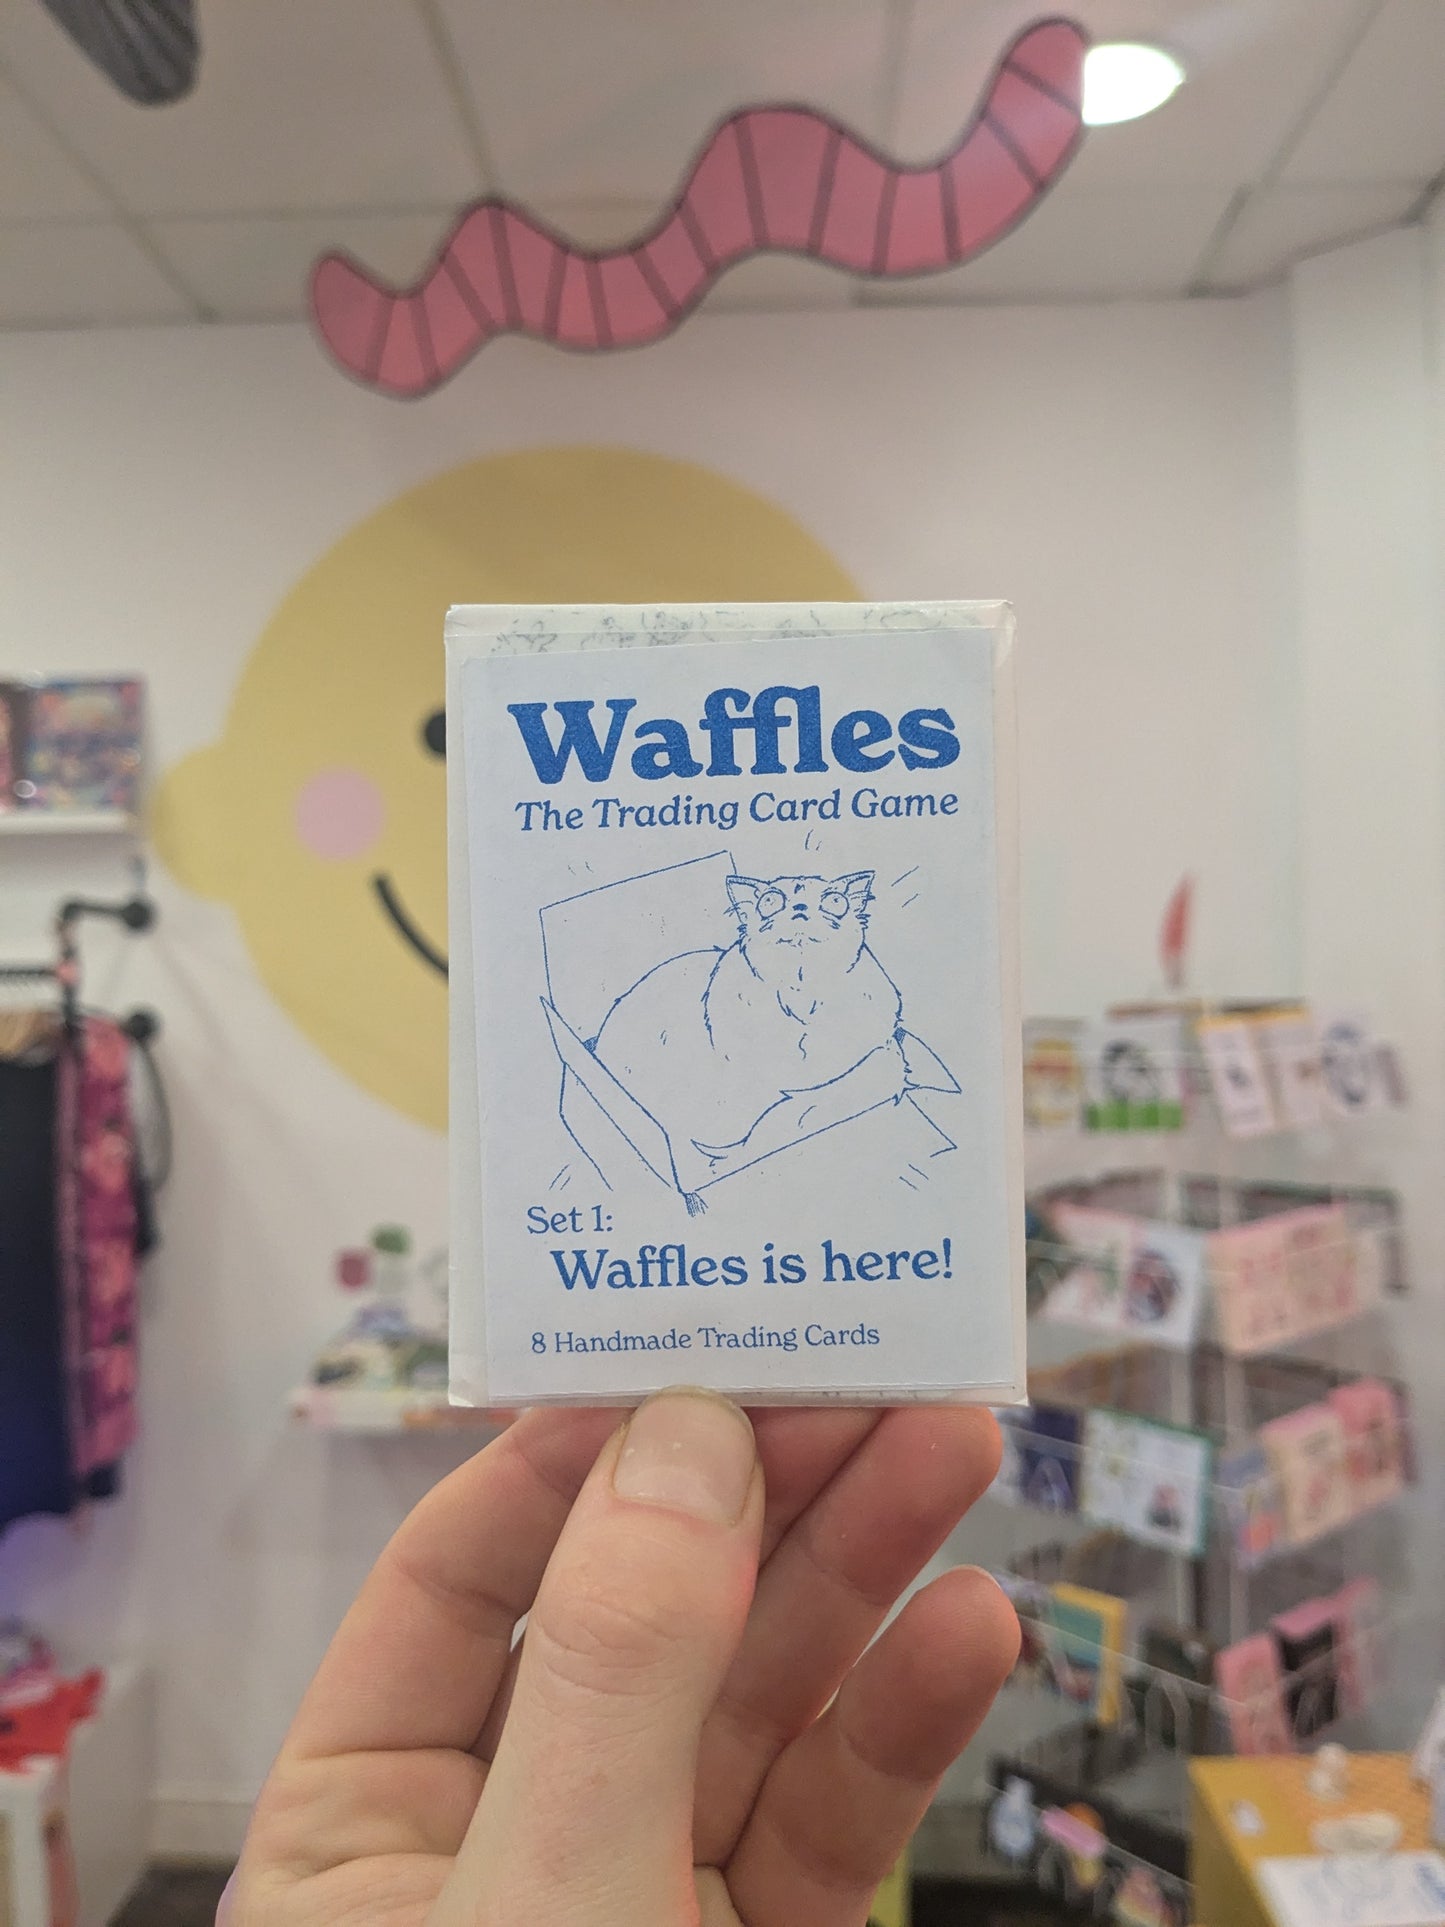 Waffles
The Trading Card Game
Set 1:
Waffles is here!
8 Handmade Trading Cards